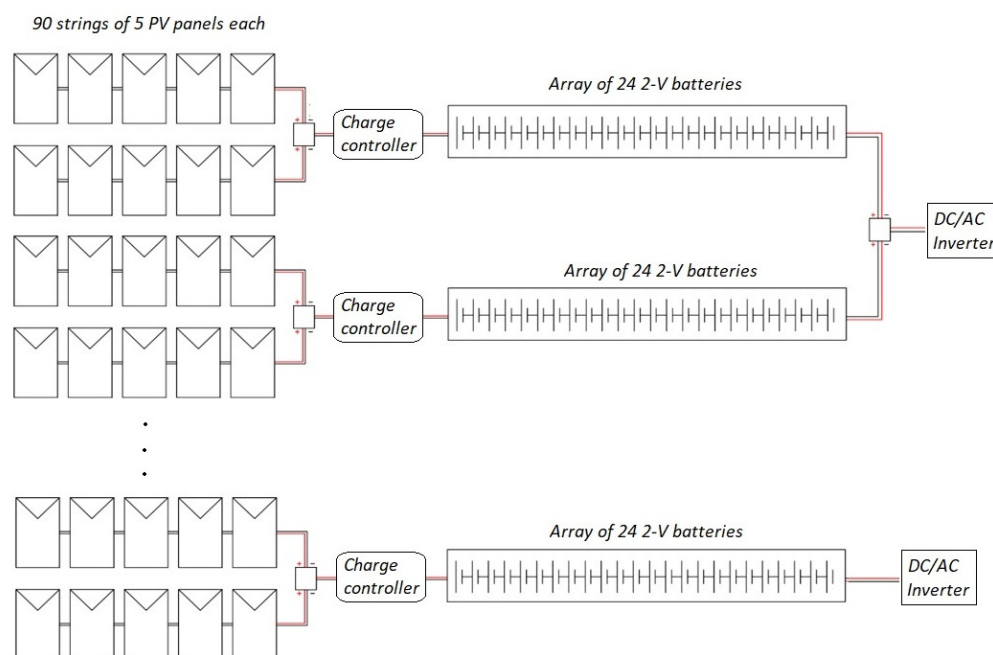 90 strings of 5 PV panels each
Array of 24 2-V batteries
Charge
controller
+ −
+ −
DC/AC
Inverter
+ −
+ −
Array of 24 2-V batteries
Charge
controller
+ −
+ −
Array of 24 2-V batteries
Charge
controller
+ −
+ −
DC/AC
Inverter